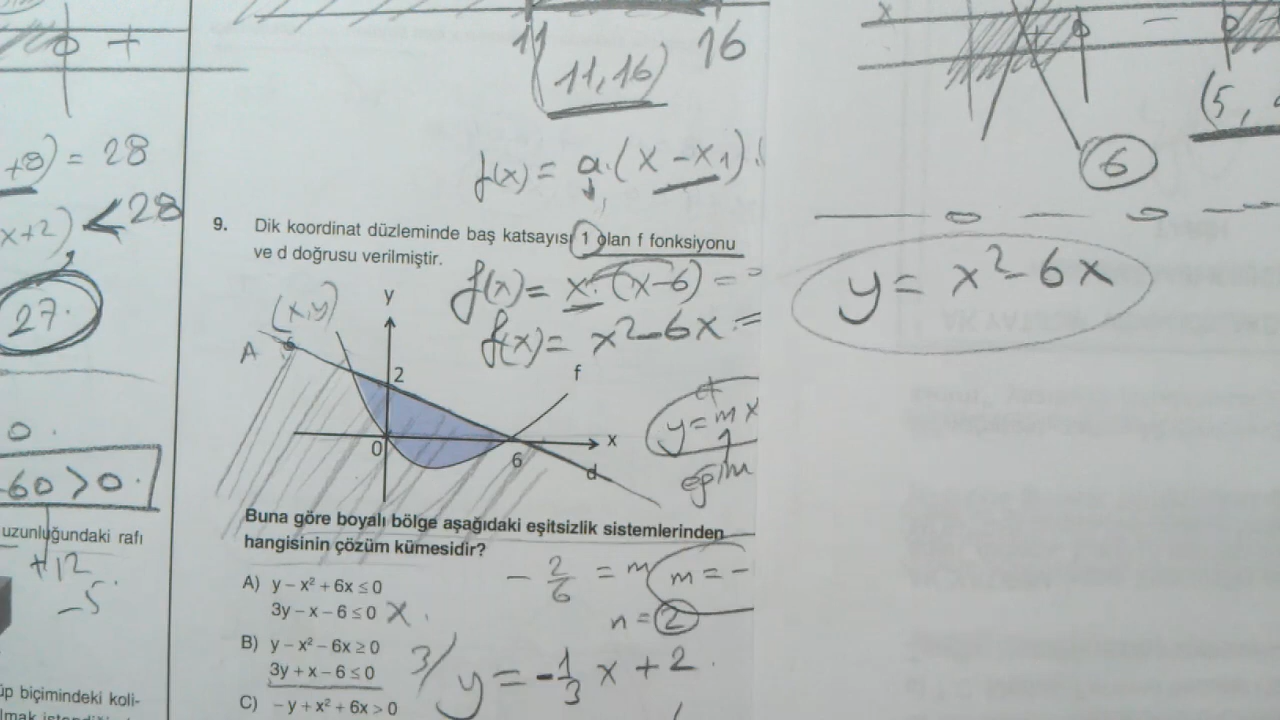 +
11
16
(11,16)
x
+
–
(5,
6
+8) = 28
x+2) < 28
27.
f(x) = a.(x – x₁)
9. Dik koordinat düzleminde baş katsayısı 1 olan f fonksiyonu
ve d doğrusu verilmiştir.
f(x) = x.(x–6) =
f(x) = x²–6x =
y = x²–6x
(x,y)
A
y
2
f
0
6
x
d
y = mx
eğim
0.
-60 > 0.
uzunluğundaki rafı
+12
–5
Buna göre boyalı bölge aşağıdaki eşitsizlik sistemlerinden
hangisinin çözüm kümesidir?
A) y – x² + 6x ≤ 0
3y – x – 6 ≤ 0 X
B) y – x² – 6x ≥ 0
3y + x – 6 ≤ 0
C) –y + x² + 6x > 0
– 2/6 = m
m = –
n = 2
3/ y = –1/3 x + 2
üp biçimindeki koli-